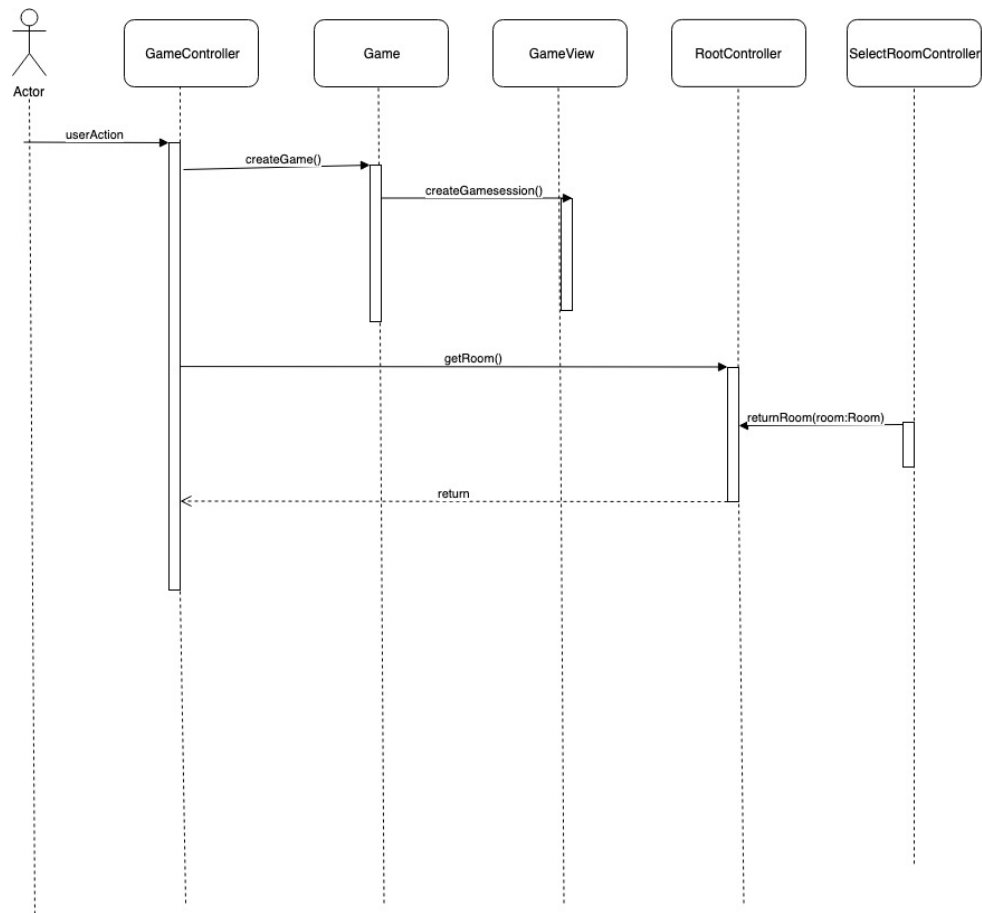 Actor
GameController
Game
GameView
RootController
SelectRoomController
userAction
createGame()
createGamesession()
getRoom()
returnRoom(room:Room)
return